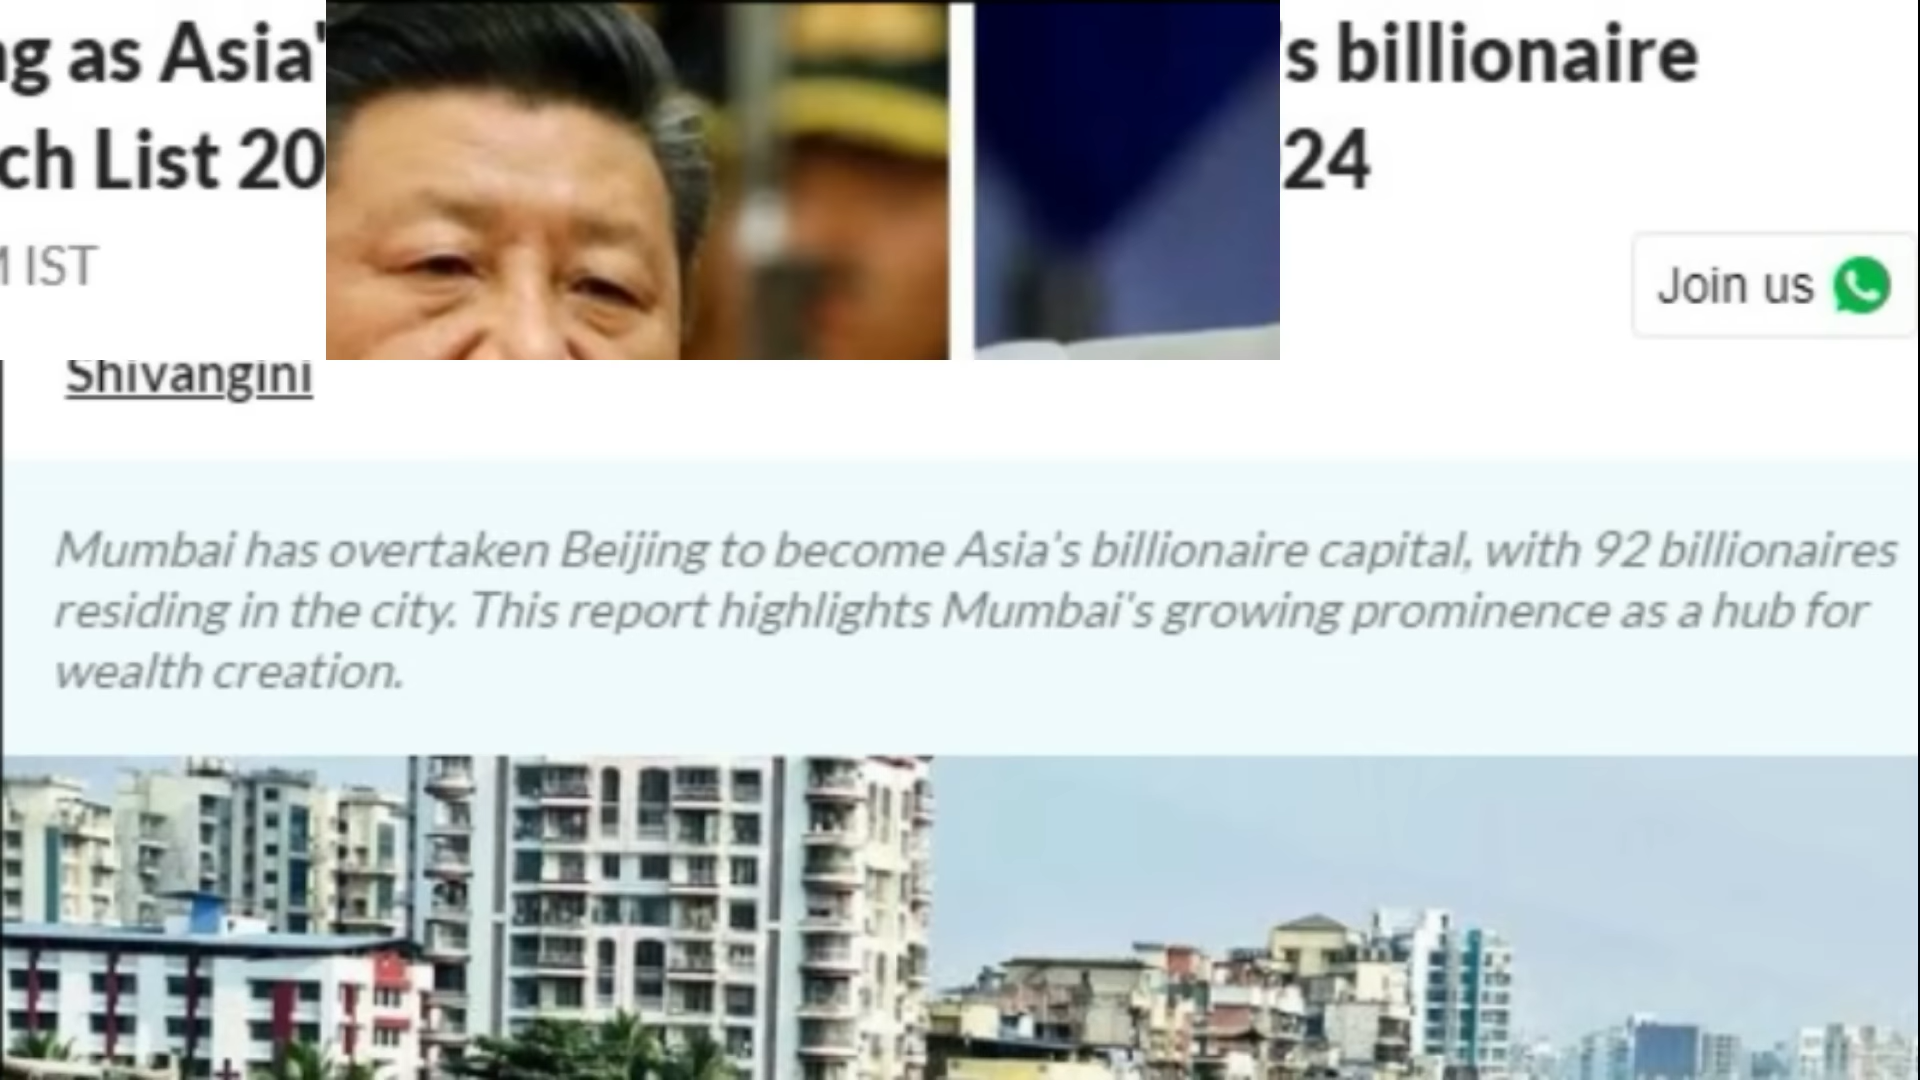 ng as Asia' 's billionaire
ch List 20 24
M IST
Join us
Shivangini
Mumbai has overtaken Beijing to become Asia's billionaire capital, with 92 billionaires
residing in the city. This report highlights Mumbai's growing prominence as a hub for
wealth creation.